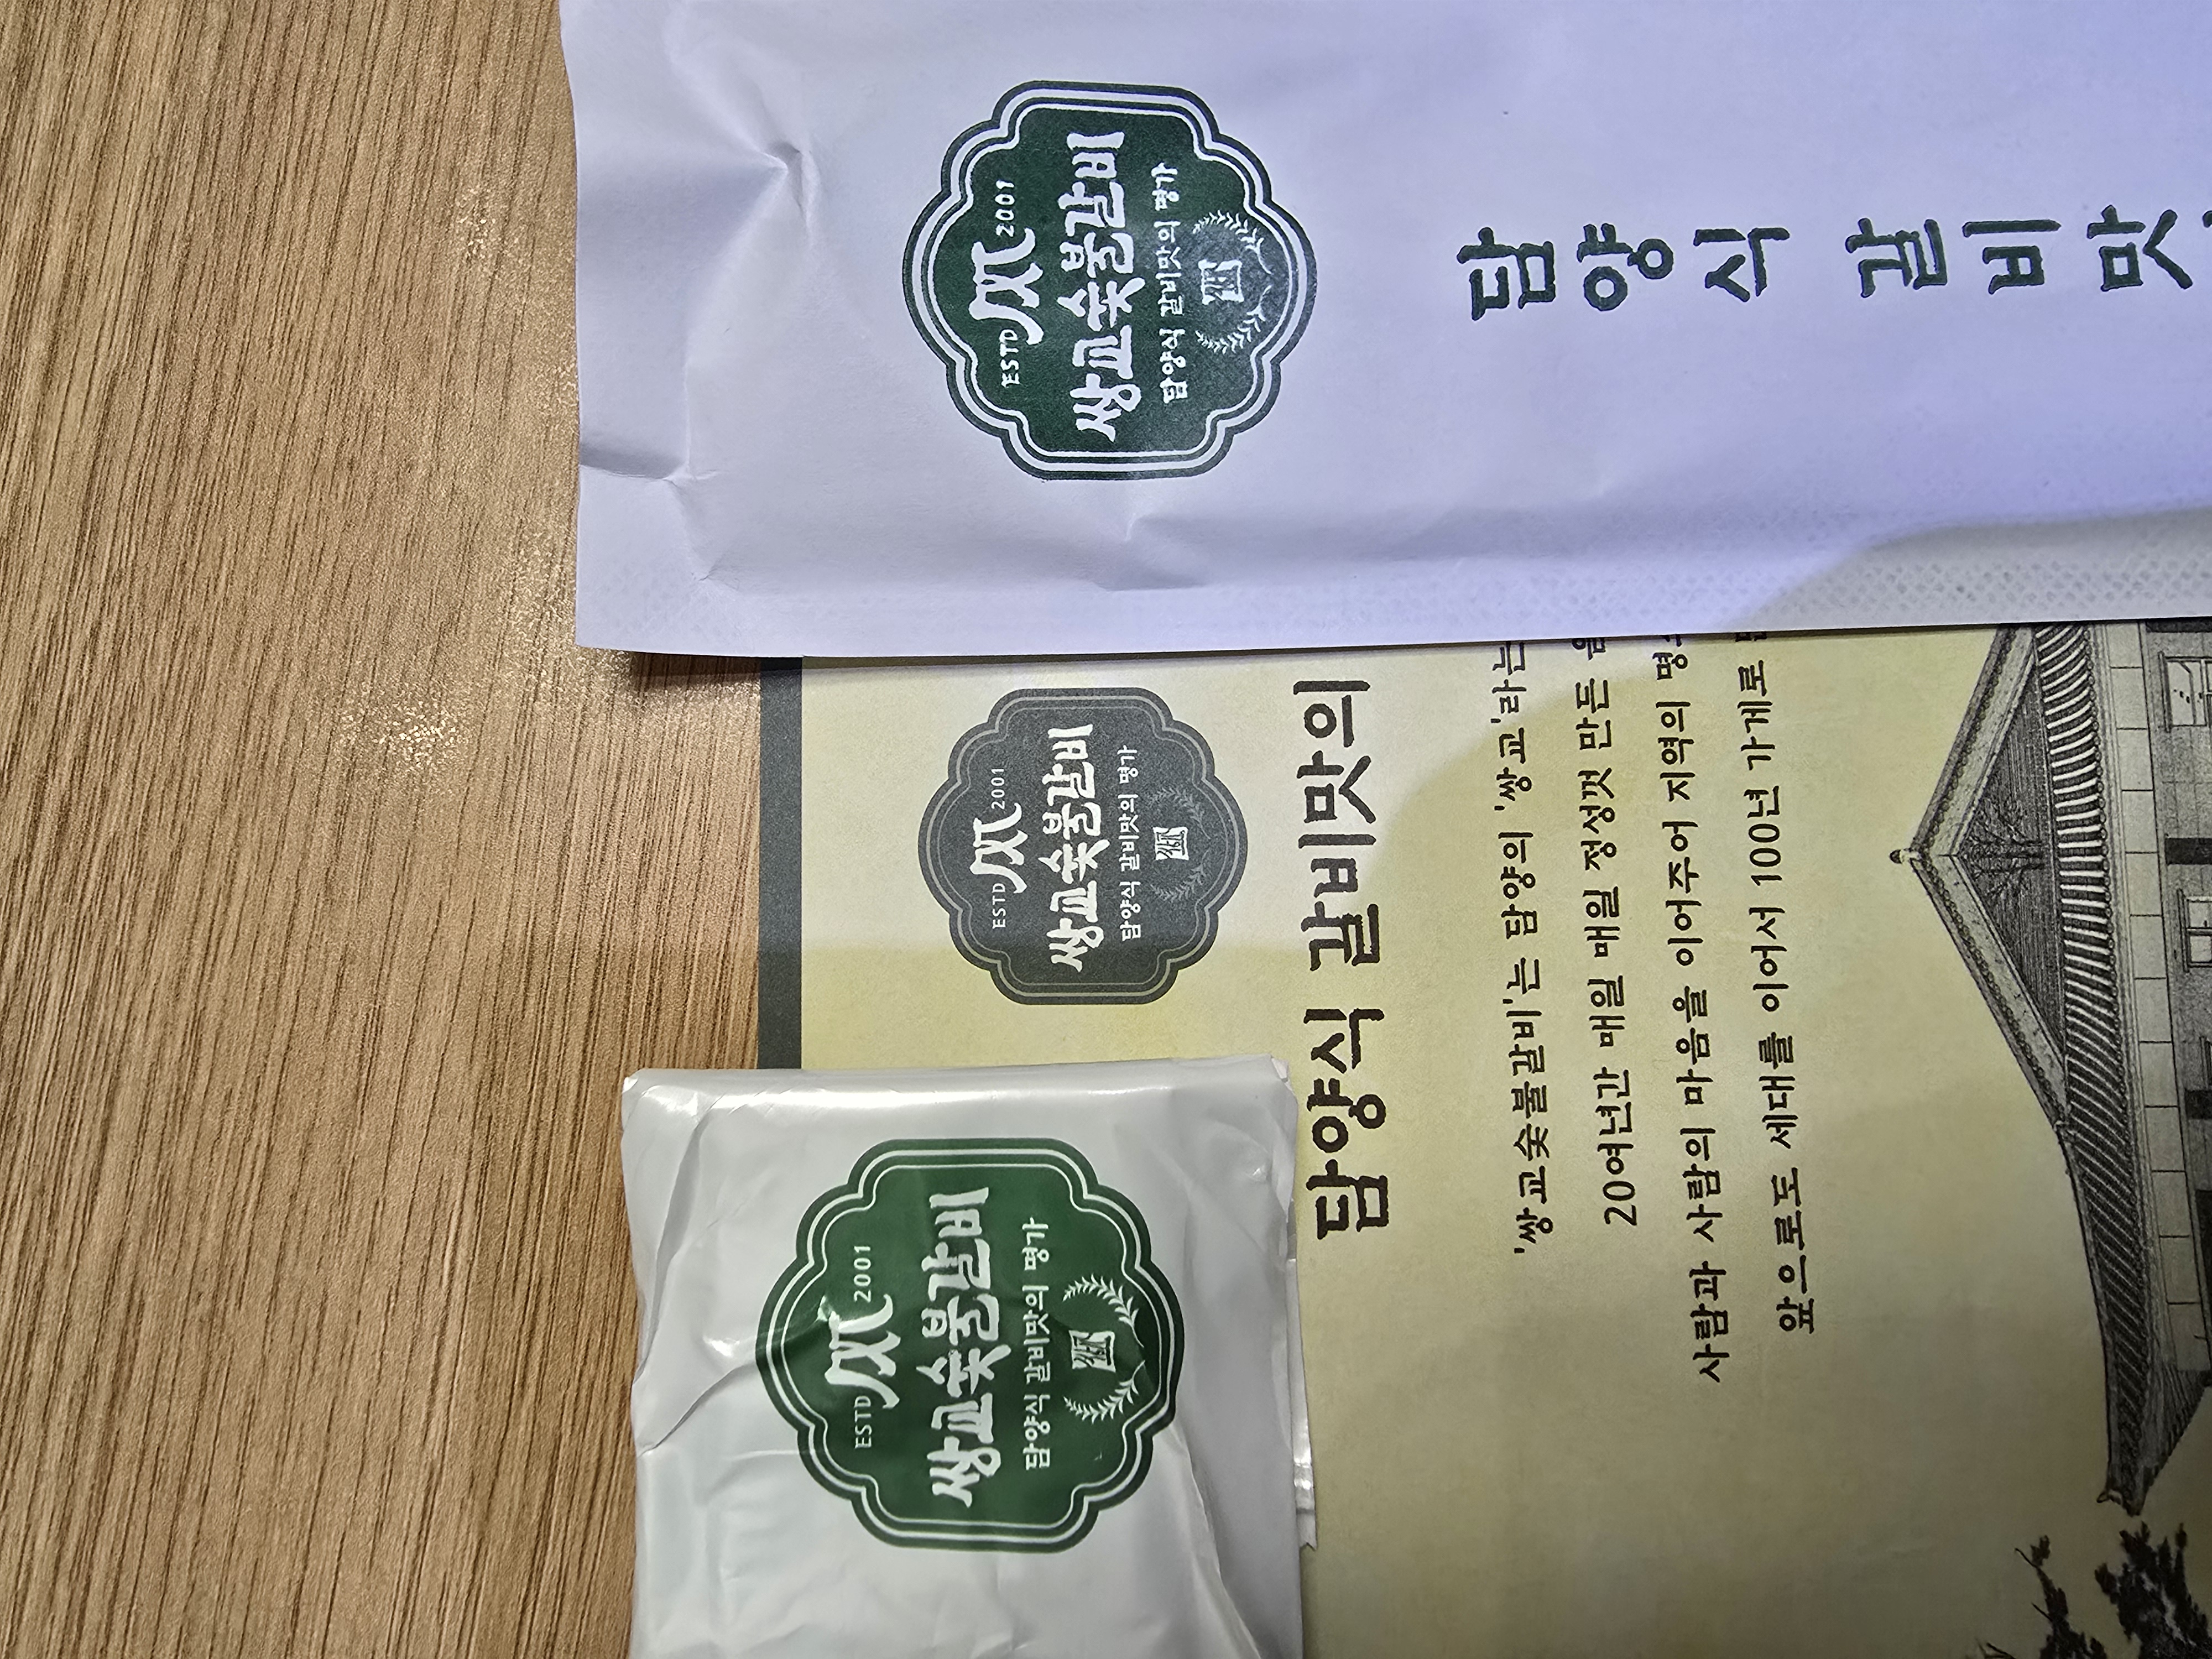 ESTD 2001
쌍교숯불갈비
담양식 갈비맛의 명가
담양식 갈비맛
ESTD 2001
쌍교숯불갈비
담양식 갈비맛의 명가
담양식 갈비맛의
'쌍교숯불갈비'는 담양의 '쌍교'라는
20여년간 매일 매일 정성껏 만든
사람과 사람의 마음을 이어주어 지역의
앞으로도 세대를 이어서 100년 가게로
ESTD 2001
쌍교숯불갈비
담양식 갈비맛의 명가